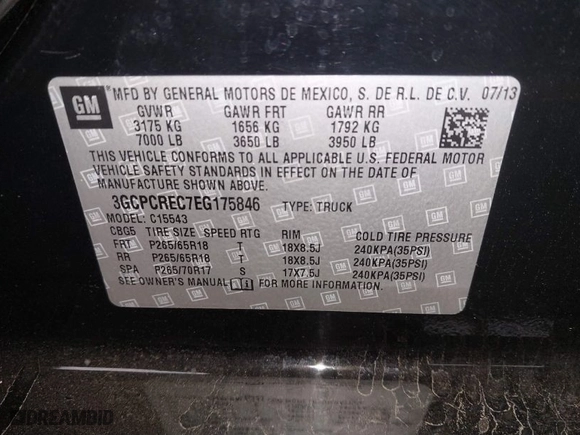 GM
MFD BY GENERAL MOTORS DE MEXICO, S. DE R.L. DE C.V. 07/13
GVWR GAWR FRT GAWR RR
3175 KG 1656 KG 1792 KG
7000 LB 3650 LB 3950 LB
THIS VEHICLE CONFORMS TO ALL APPLICABLE U.S. FEDERAL MOTOR
VEHICLE SAFETY, BUMPER, AND THEFT PREVENTION STANDARDS IN
EFFECT ON THE DATE OF MANUFACTURE SHOWN ABOVE.
3GCPCREC7EG175846 TYPE: TRUCK
MODEL: C15543
CBG5 TIRE SIZE SPEED RTG RIM COLD TIRE PRESSURE
FRT P265/65R18 T 18X8.5J 240KPA(35PSI)
RR P265/65R18 T 18X8.5J 240KPA(35PSI)
SPA P265/70R17 S 17X7.5J 240KPA(35PSI)
SEE OWNER'S MANUAL FOR MORE INFORMATION.
DREAMBID